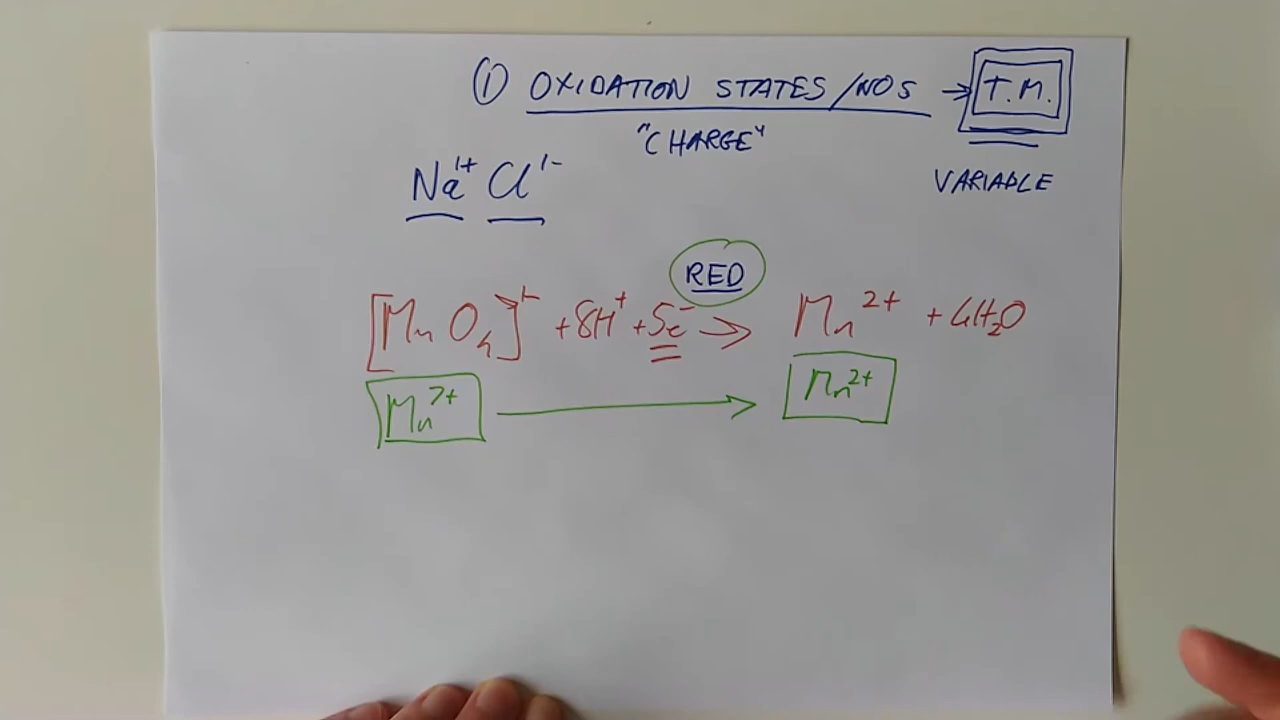 ① OXIDATION STATES/NOS → T.M.
"CHARGE"
VARIABLE
Na¹⁺ Cl¹⁻
RED
[MnO₄]¹⁻ + 8H⁺ + 5e⁻ → Mn²⁺ + 4H₂O
Mn⁷⁺ → Mn²⁺